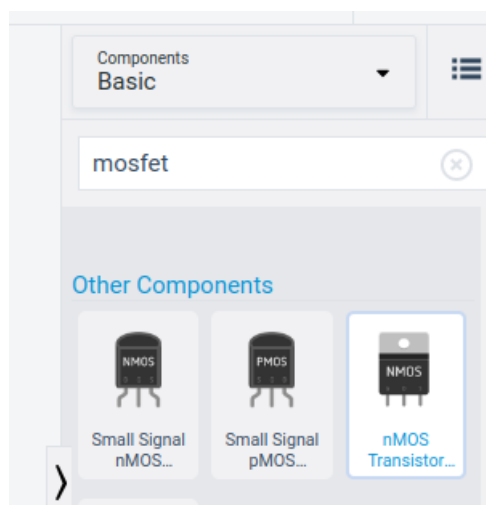 Components
Basic
mosfet
Other Components
NMOS
PMOS
NMOS
Small Signal
nMOS...
Small Signal
pMOS...
nMOS
Transistor...